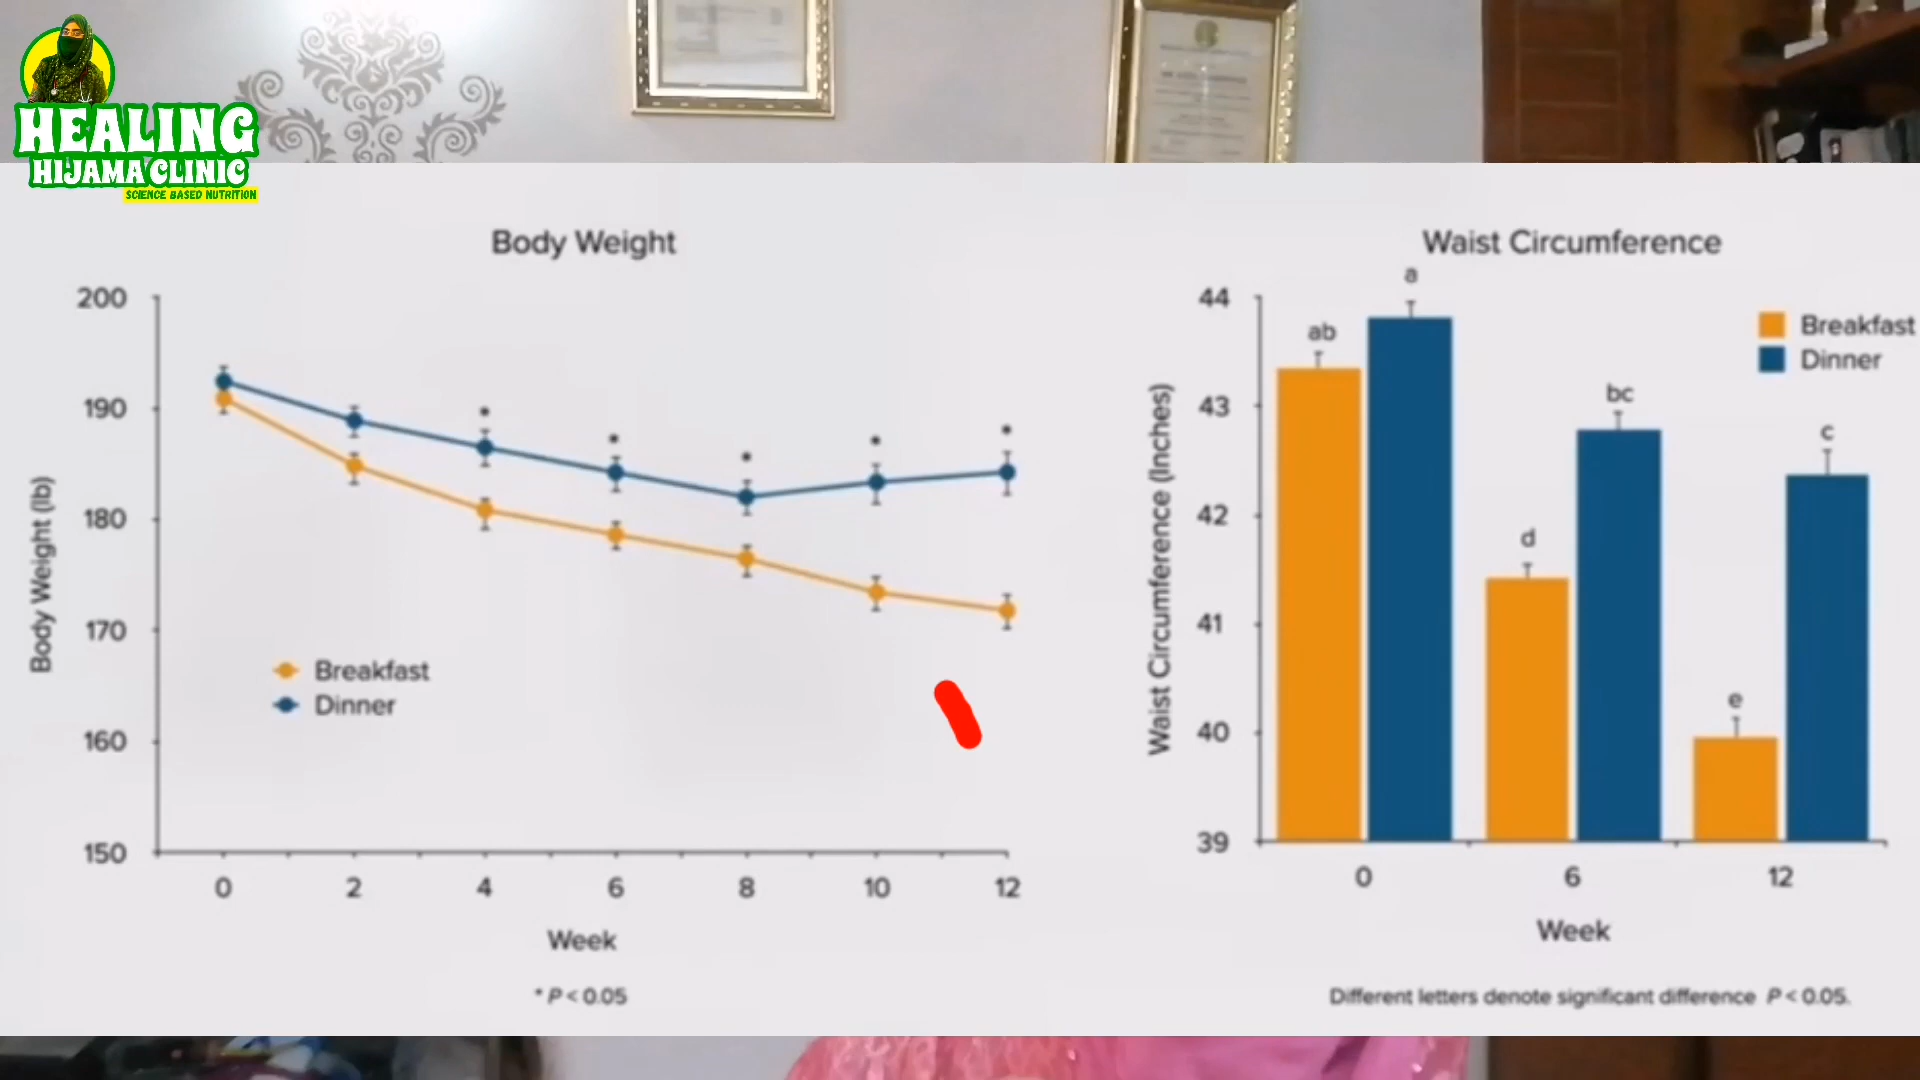 HEALING
HIJAMA CLINIC
SCIENCE BASED NUTRITION
Body Weight
200
190
180
170
160
150
Body Weight (lb)
* * * * *
Breakfast
Dinner
0 2 4 6 8 10 12
Week
* P < 0.05
Waist Circumference
44
43
42
41
40
39
Waist Circumference (Inches)
ab a d bc e c
Breakfast
Dinner
0 6 12
Week
Different letters denote significant difference P < 0.05.